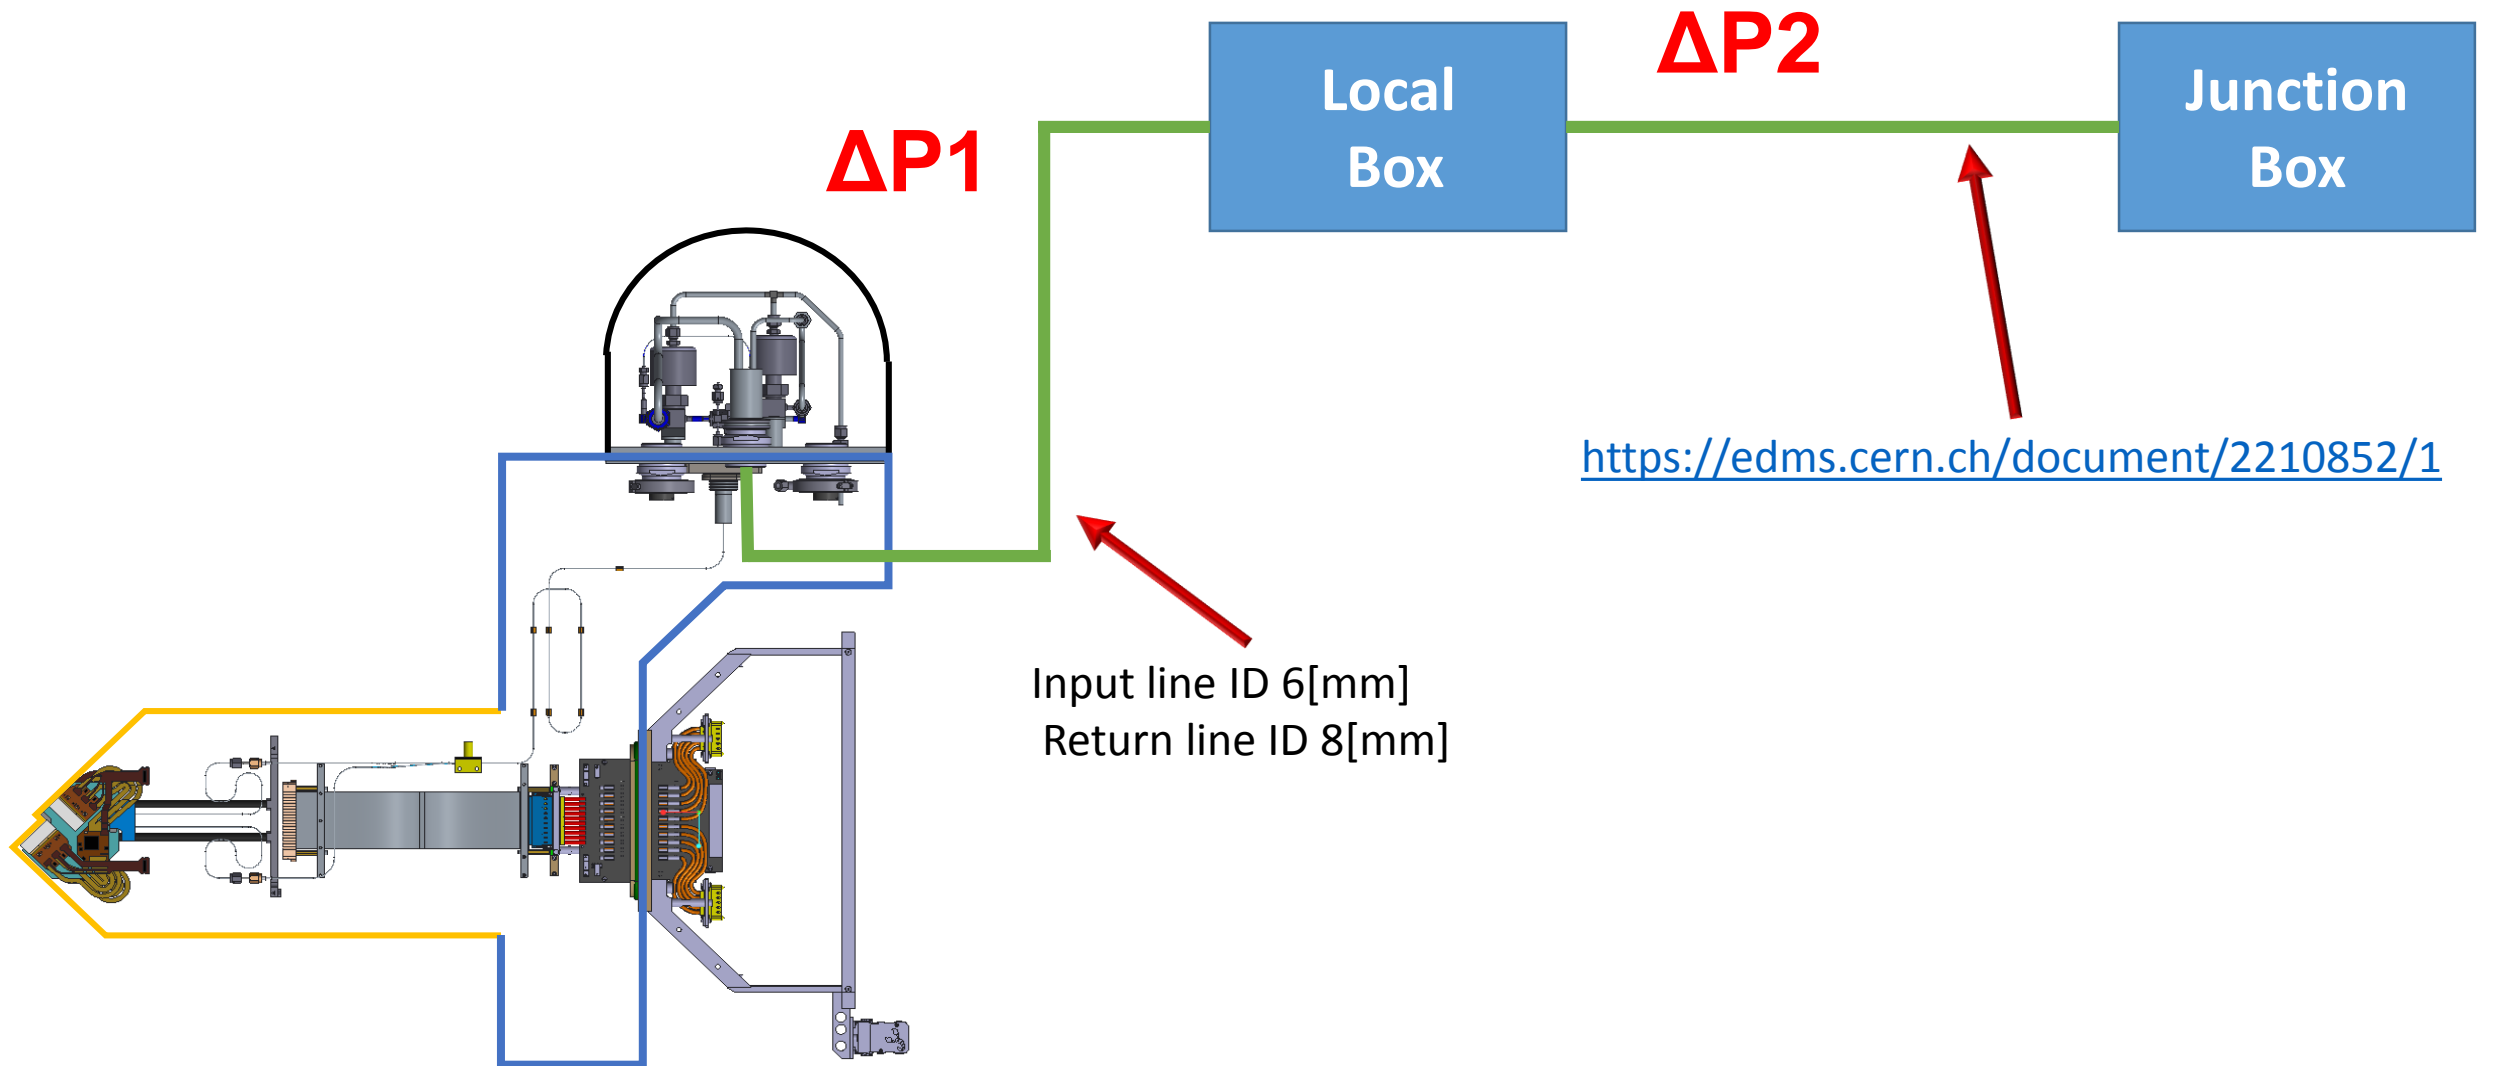 ΔP2
Local
Box
Junction
Box
ΔP1
https://edms.cern.ch/document/2210852/1
Input line ID 6[mm]
Return line ID 8[mm]